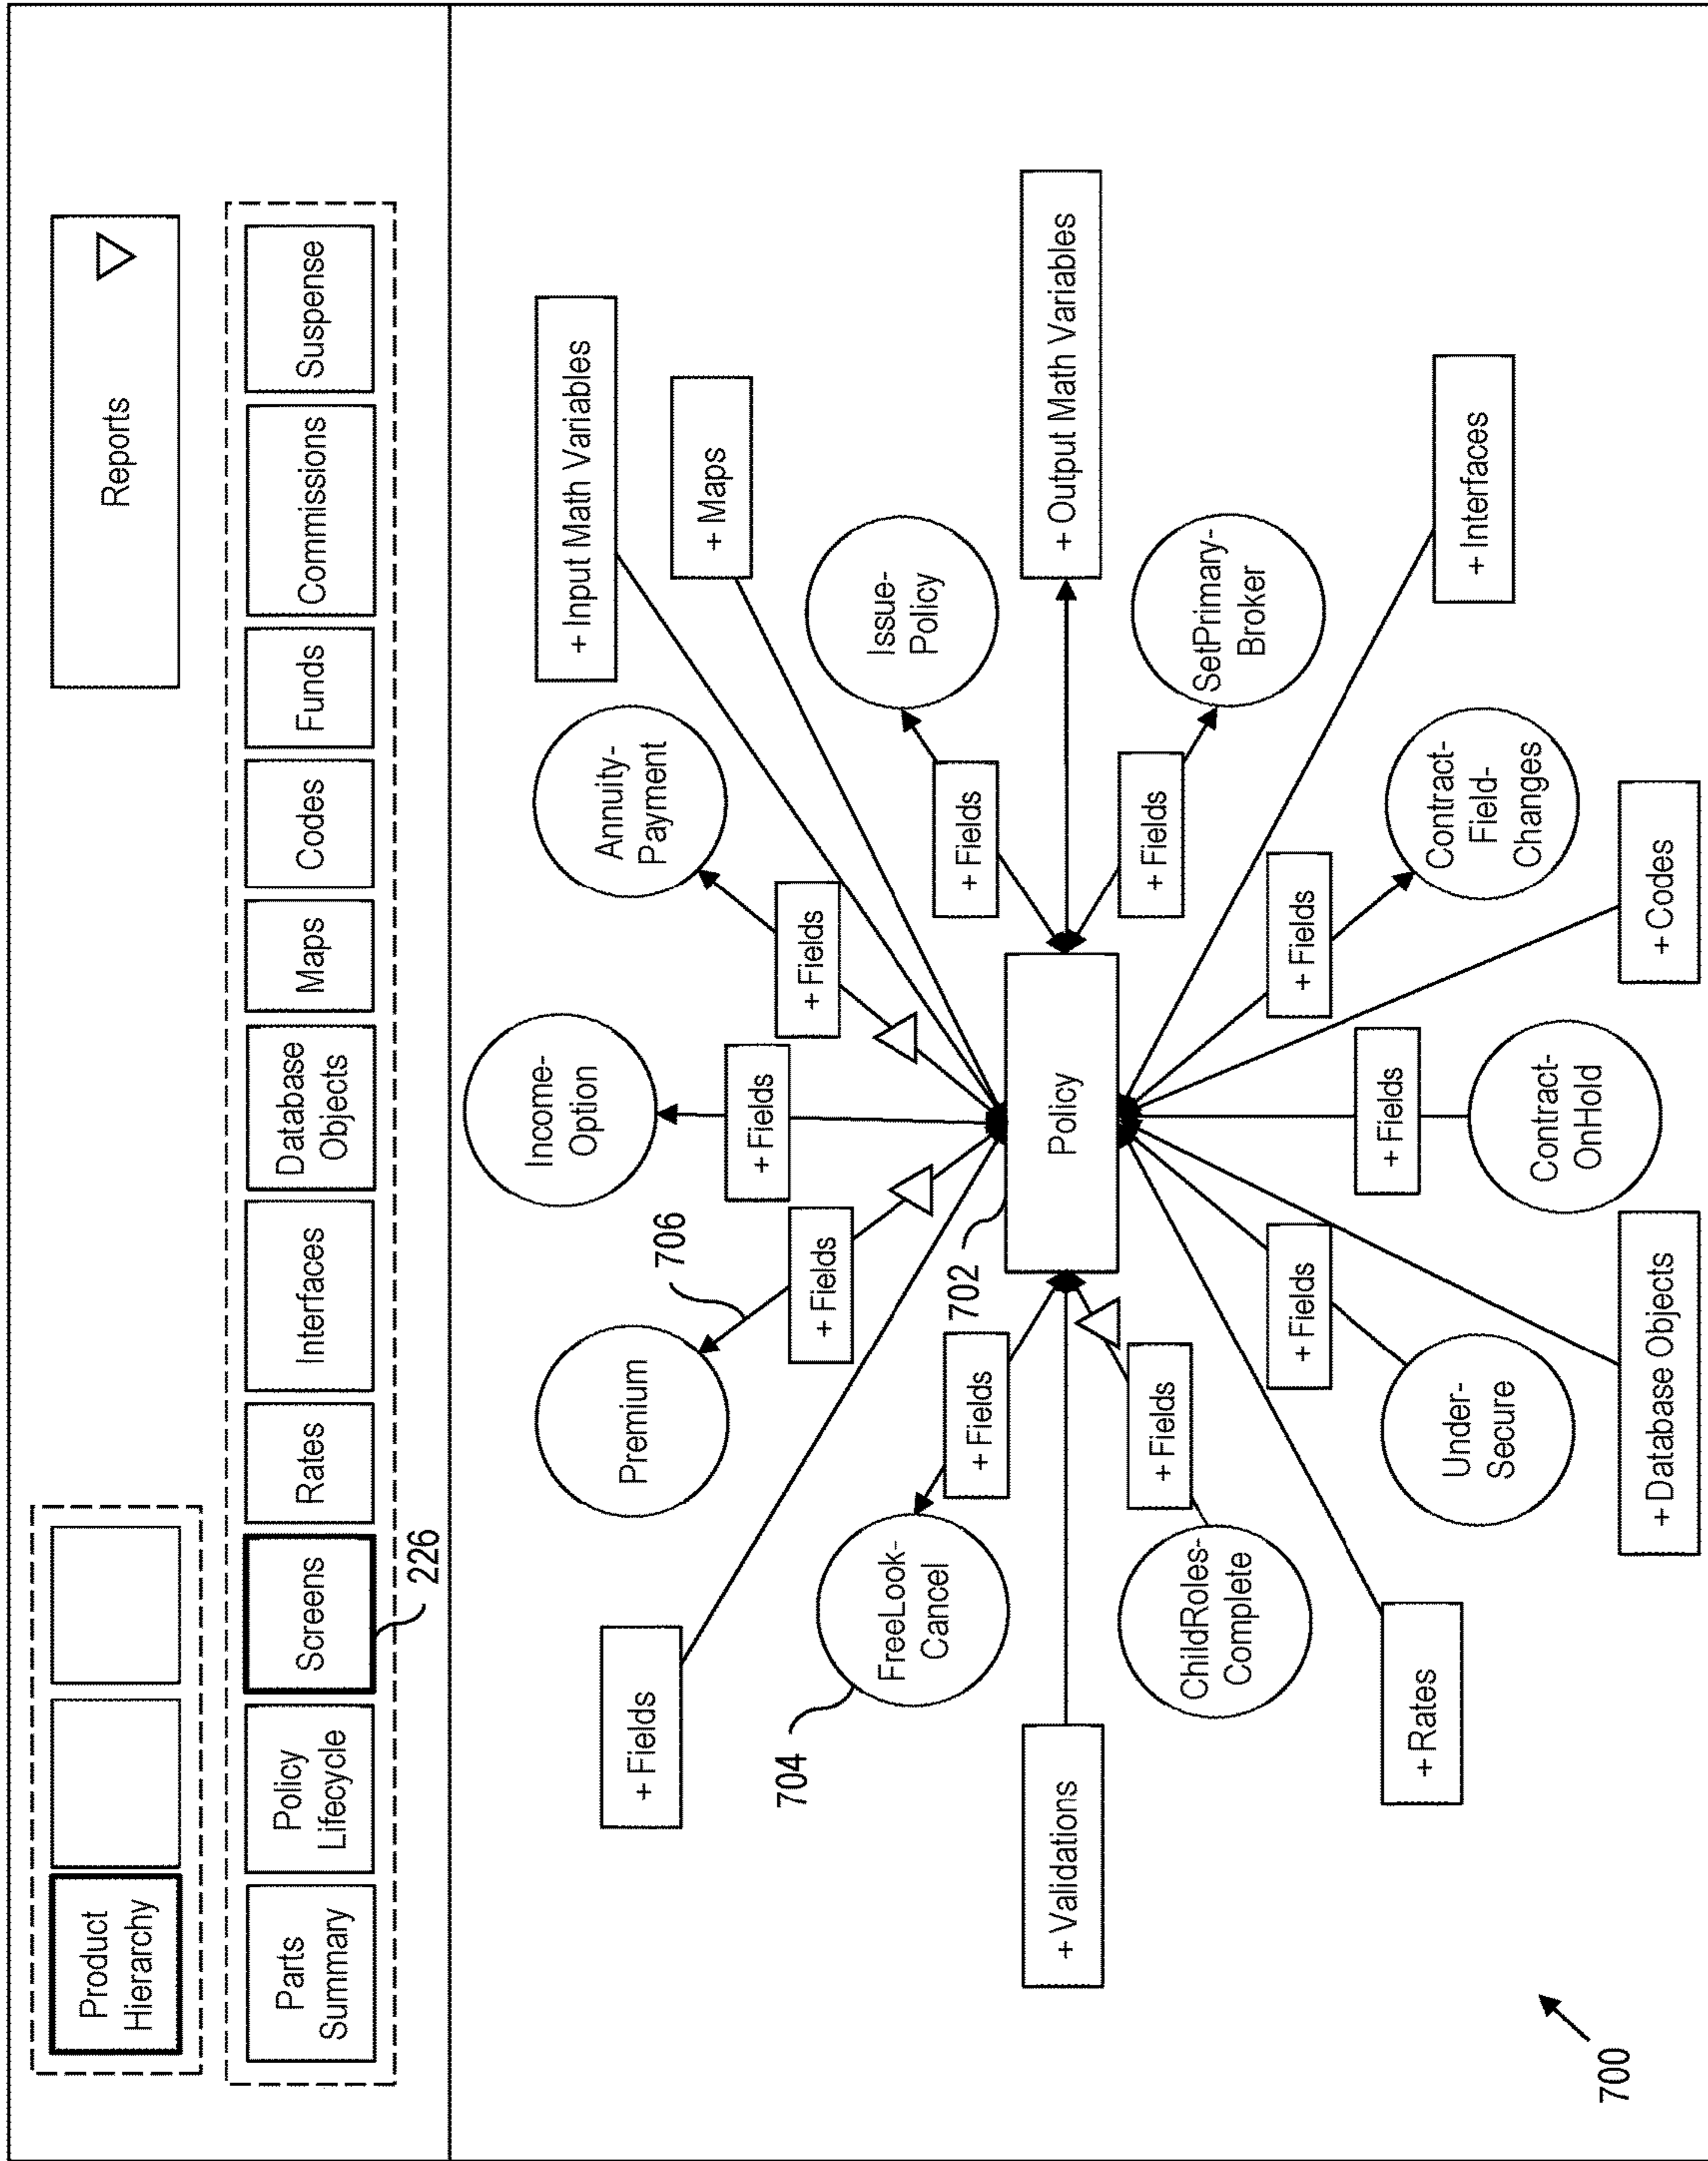 Product
Hierarchy
Reports
Parts
Summary
Policy
Lifecycle
Screens
Rates
Interfaces
Database
Objects
Maps
Codes
Funds
Commissions
Suspense
226
Income-
Option
Premium
Annuity-
Payment
+ Input Math Variables
706
+ Fields
+ Fields
+ Fields
+ Fields
+ Maps
704
FreeLook-
Cancel
+ Fields
702
+ Fields
Issue-
Policy
+ Validations
Policy
+ Output Math Variables
ChildRoles-
Complete
+ Fields
+ Fields
SetPrimary-
Broker
+ Fields
+ Fields
+ Rates
Under-
Secure
+ Fields
Contract-
Field-
Changes
+ Interfaces
Contract-
OnHold
+ Database Objects
+ Codes
700